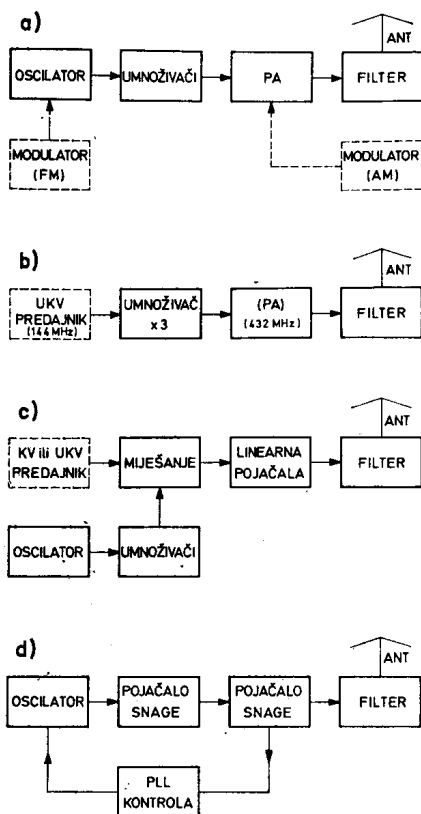 a)
ANT
OSCILATOR
UMNOŽIVAČI
PA
FILTER
MODULATOR
(FM)
MODULATOR
(AM)
b)
ANT
UKV
PREDAJNIK
(144MHz)
UMNOŽIVAČ
x 3
(PA)
(432 MHz)
FILTER
c)
ANT
KV ili UKV
PREDAJNIK
MIJEŠANJE
LINEARNA
POJAČALA
FILTER
OSCILATOR
UMNOŽIVAČI
d)
ANT
OSCILATOR
POJAČALO
SNAGE
POJAČALO
SNAGE
FILTER
PLL
KONTROLA